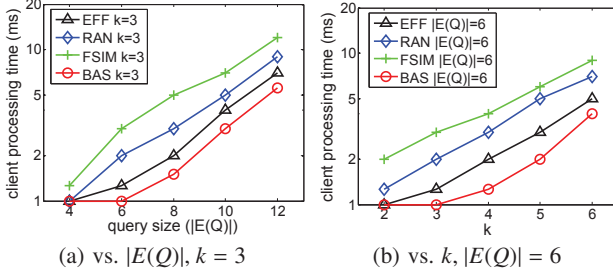 client processing time (ms)
20
10
5
2
1
EFF k=3
RAN k=3
FSIM k=3
BAS k=3
4 6 8 10 12
query size (|E(Q)|)
(a) vs. |E(Q)|, k = 3
client processing time (ms)
20
10
5
2
1
EFF |E(Q)|=6
RAN |E(Q)|=6
FSIM |E(Q)|=6
BAS |E(Q)|=6
2 3 4 5 6
k
(b) vs. k, |E(Q)| = 6